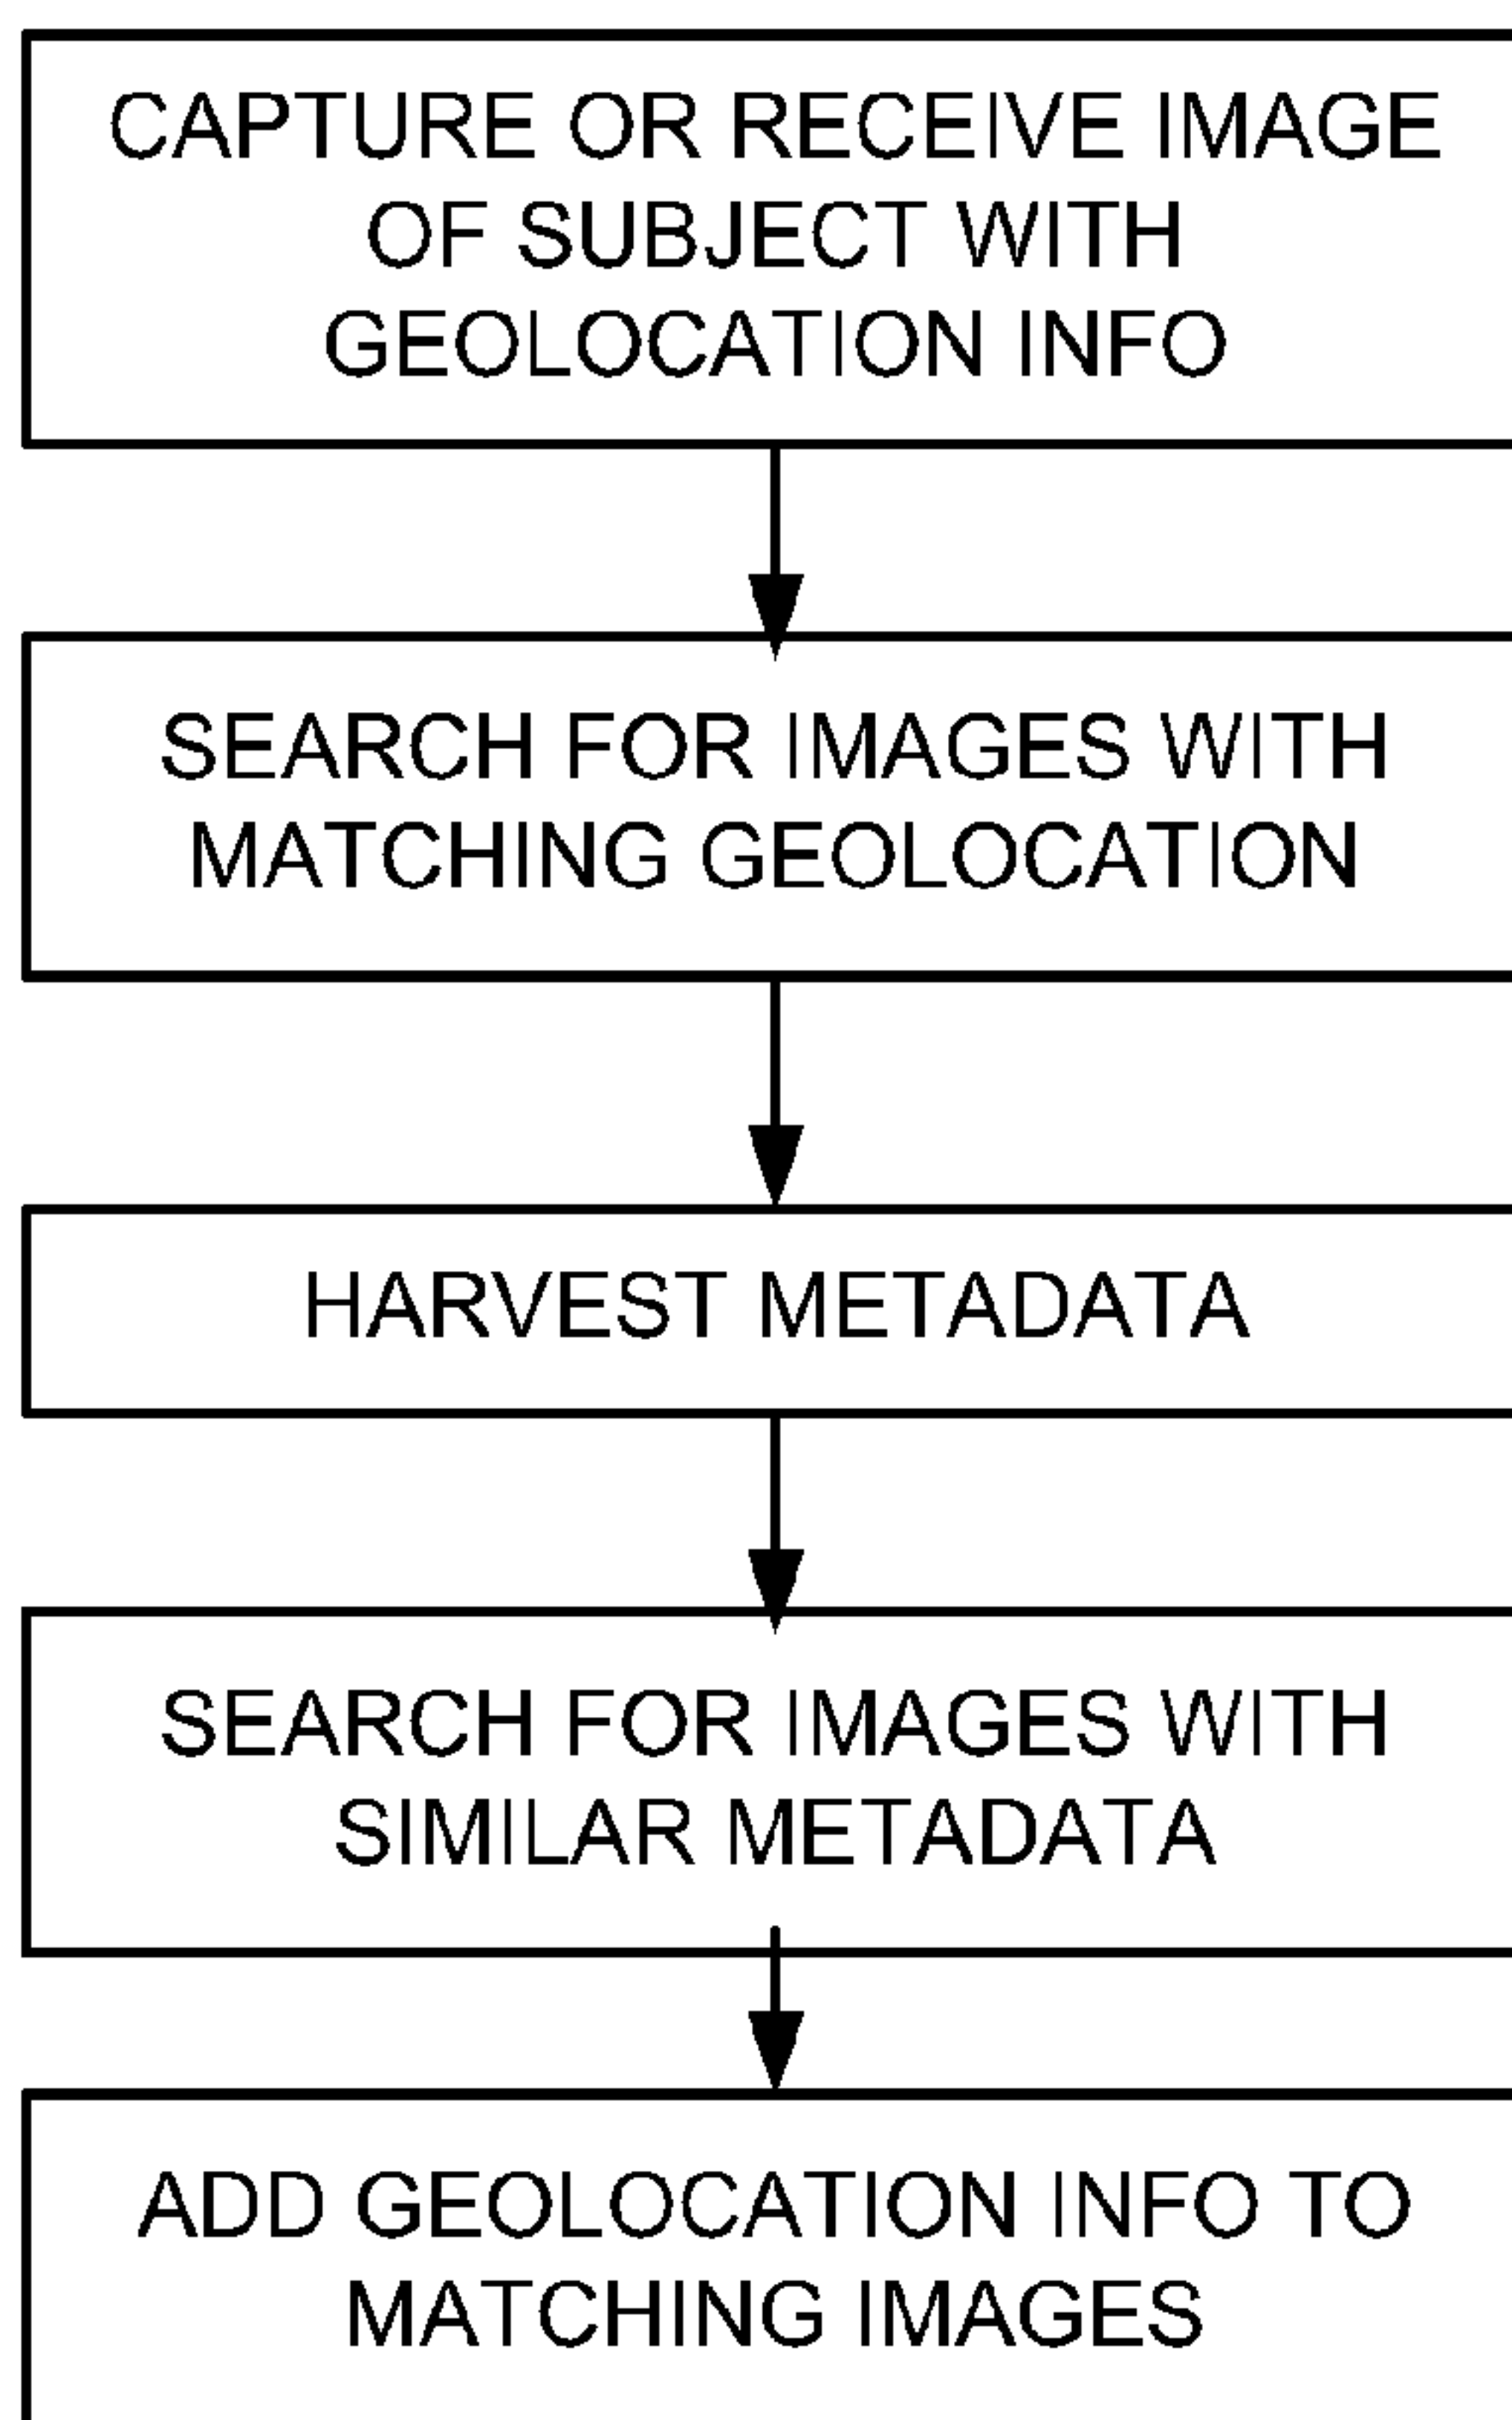 CAPTURE OR RECEIVE IMAGE
OF SUBJECT WITH
GEOLOCATION INFO
SEARCH FOR IMAGES WITH
MATCHING GEOLOCATION
HARVEST METADATA
SEARCH FOR IMAGES WITH
SIMILAR METADATA
ADD GEOLOCATION INFO TO
MATCHING IMAGES